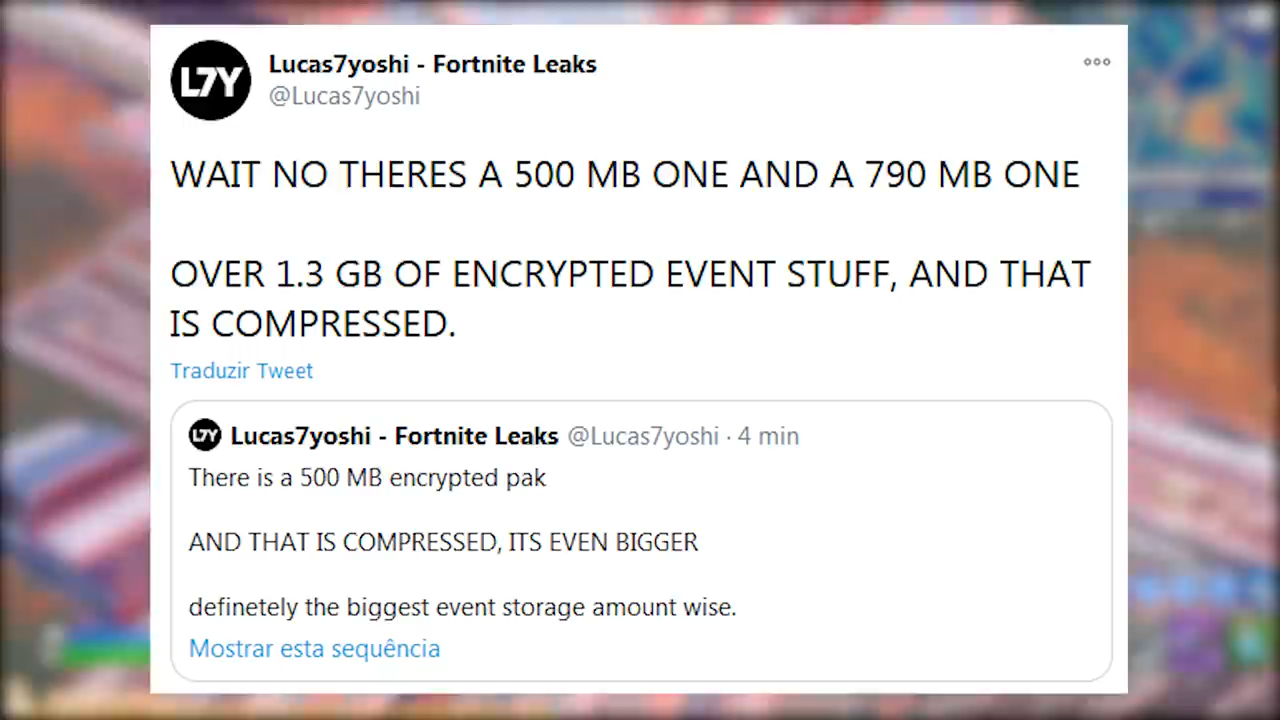 L7Y
Lucas7yoshi - Fortnite Leaks
@Lucas7yoshi
WAIT NO THERES A 500 MB ONE AND A 790 MB ONE
OVER 1.3 GB OF ENCRYPTED EVENT STUFF, AND THAT
IS COMPRESSED.
Traduzir Tweet
L7Y Lucas7yoshi - Fortnite Leaks @Lucas7yoshi · 4 min
There is a 500 MB encrypted pak
AND THAT IS COMPRESSED, ITS EVEN BIGGER
definetely the biggest event storage amount wise.
Mostrar esta sequência